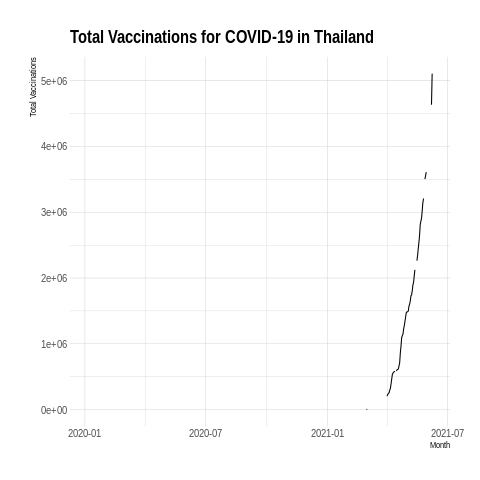 Total Vaccinations for COVID-19 in Thailand
Total Vaccinations
5e+06
4e+06
3e+06
2e+06
1e+06
0e+00
2020-01 2020-07 2021-01 2021-07
Month